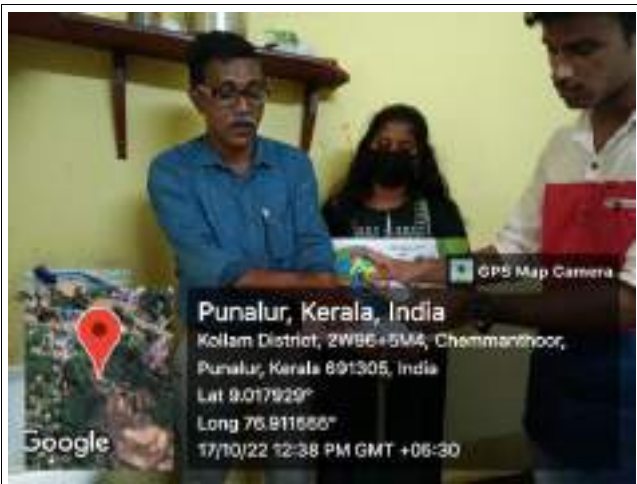 GPS Map Camera
Punalur, Kerala, India
Kollam District, 2W96+5M4, Chemmanthoor,
Punalur, Kerala 691305, India
Lat 9.017929°
Long 76.911555°
17/10/22 12:38 PM GMT +05:30
Google